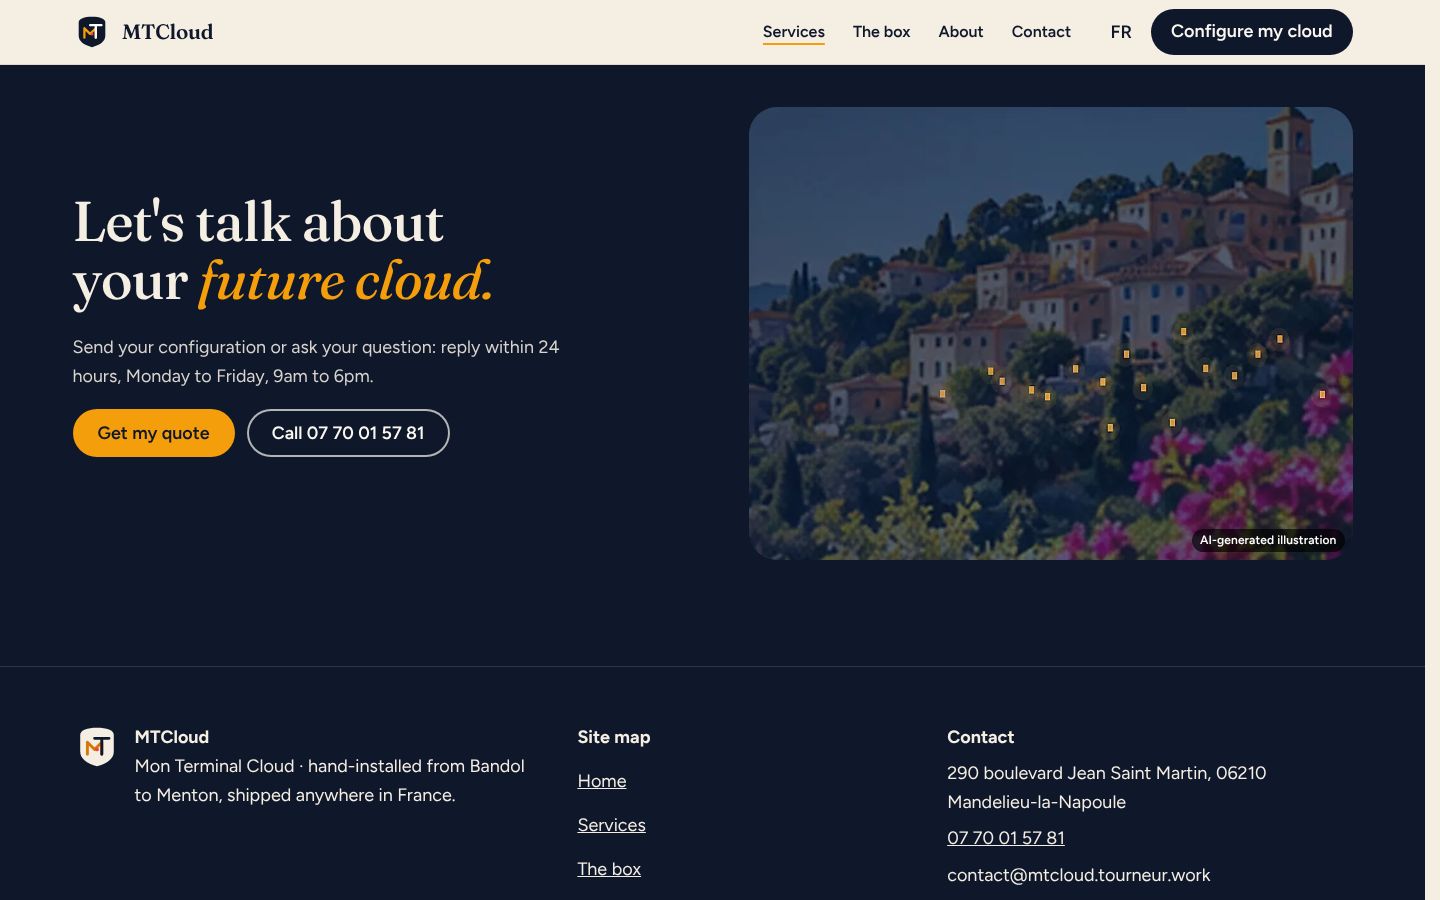 MTCloud
Services
The box
About
Contact
FR
Configure my cloud
Let's talk about
your future cloud.
Send your configuration or ask your question: reply within 24
hours, Monday to Friday, 9am to 6pm.
Get my quote
Call 07 70 01 57 81
AI-generated illustration
MT
MTCloud
Mon Terminal Cloud · hand-installed from Bandol
to Menton, shipped anywhere in France.
Site map
Home
Services
The box
Contact
290 boulevard Jean Saint Martin, 06210
Mandelieu-la-Napoule
07 70 01 57 81
contact@mtcloud.tourneur.work